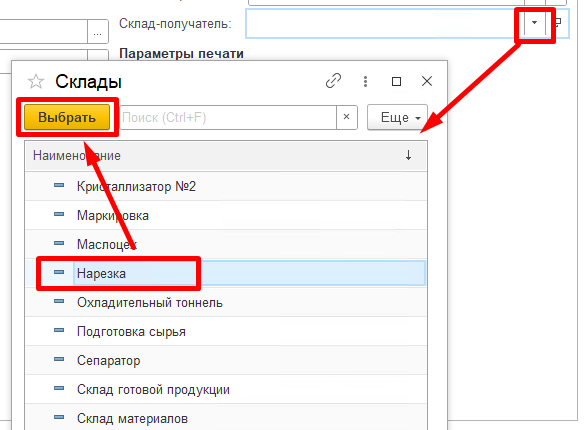 Склад-получатель:
...
Параметры печати
Склады
Выбрать
Поиск (Ctrl+F)
×
Еще
Наименование
Кристаллизатор №2
Маркировка
Маслоцех
Нарезка
Охладительный тоннель
Подготовка сырья
Сепаратор
Склад готовой продукции
Склад материалов